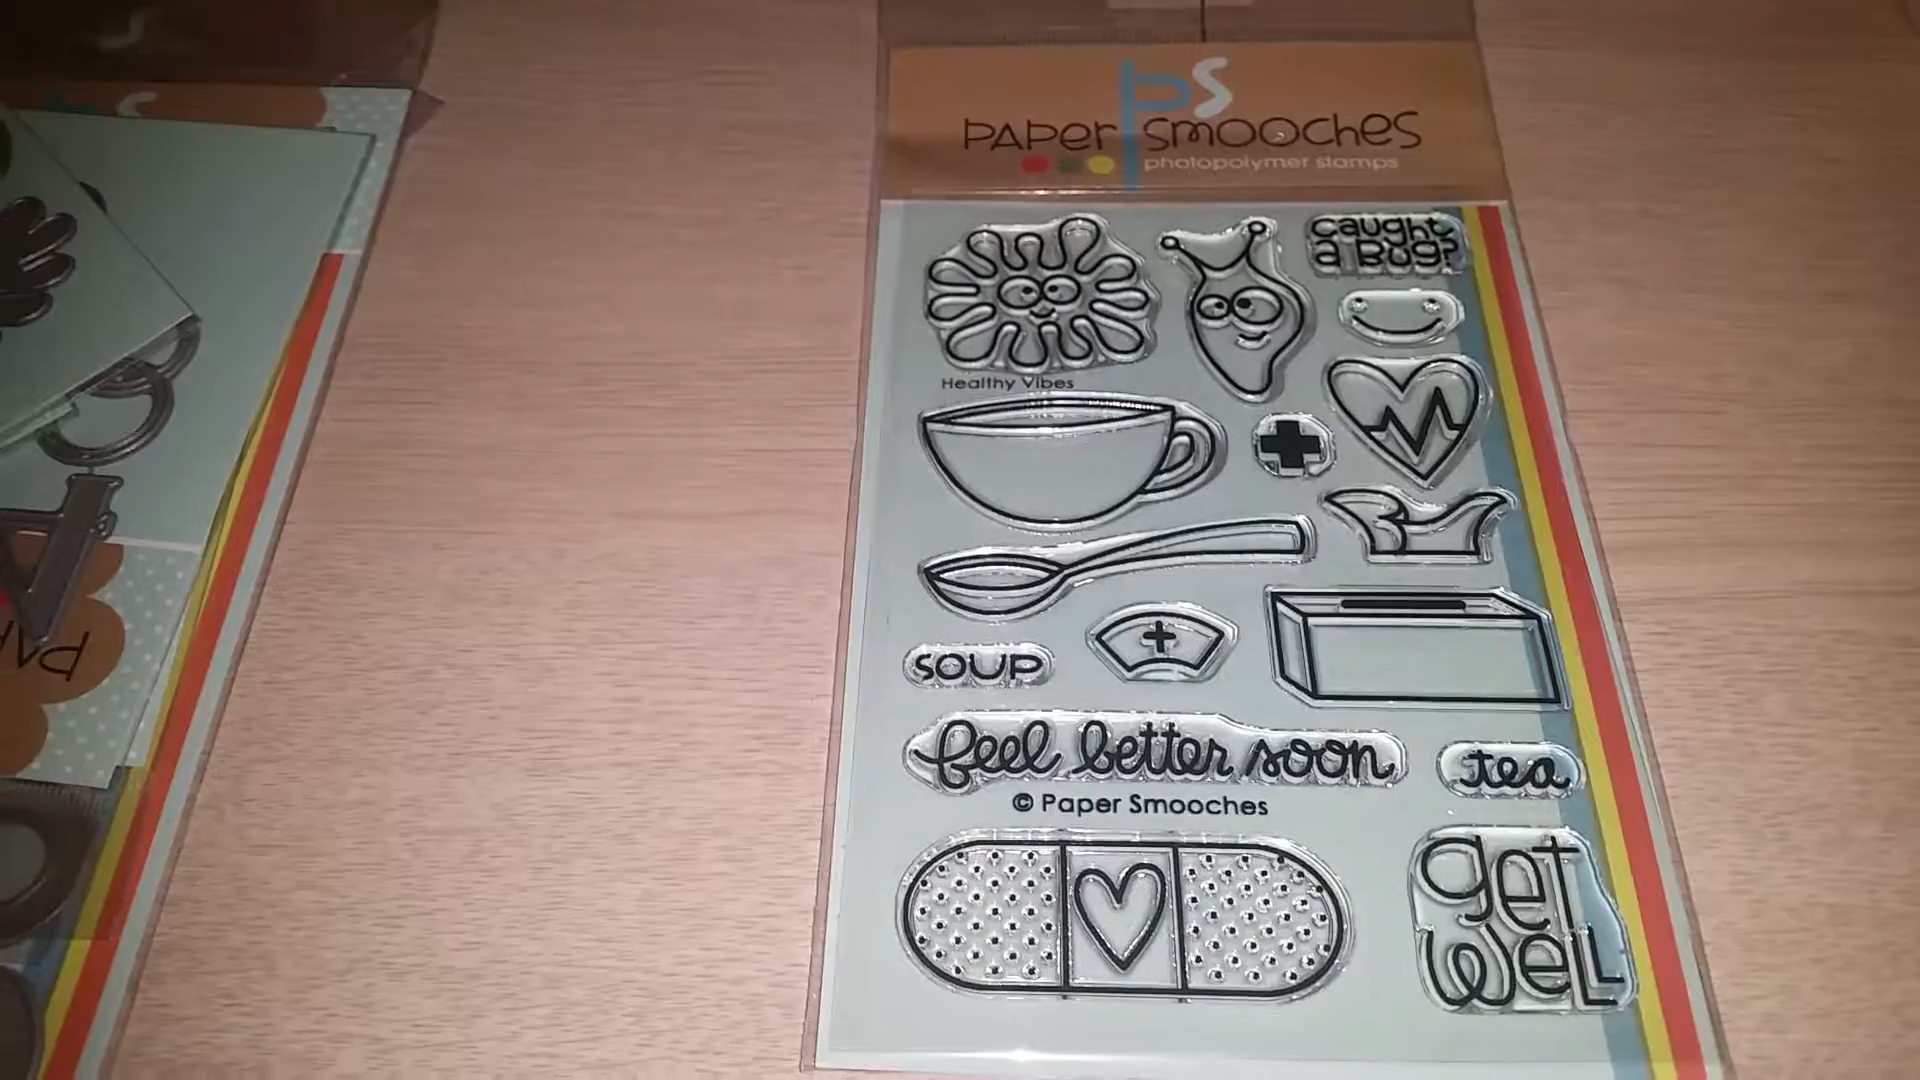 PS
PAPER SMOOCHES
photopolymer stamps
caught
a Bug?
Healthy Vibes
SOUP
feel better soon
tea
© Paper Smooches
get
well